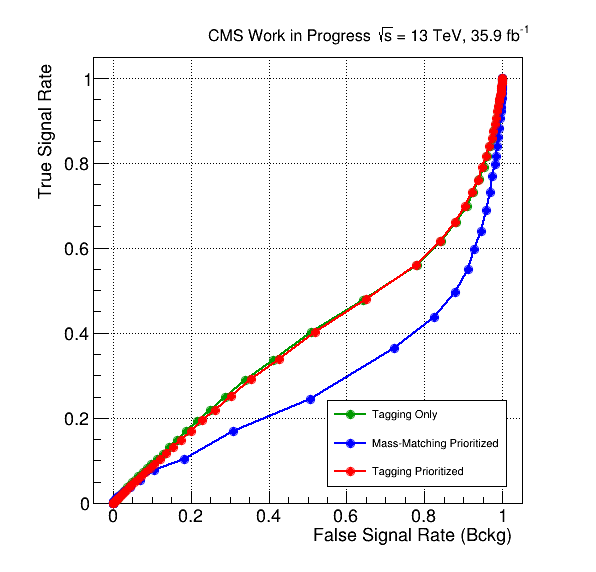 CMS Work in Progress √s = 13 TeV, 35.9 fb⁻¹
True Signal Rate
1
0.8
0.6
0.4
0.2
0
Tagging Only
Mass-Matching Prioritized
Tagging Prioritized
0 0.2 0.4 0.6 0.8 1
False Signal Rate (Bckg)